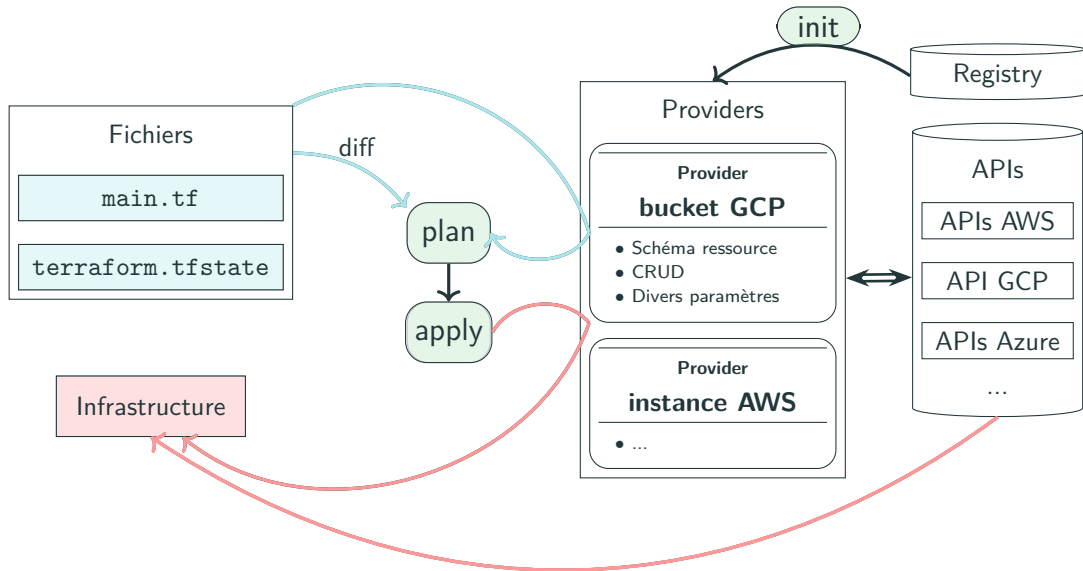 init
Registry
Fichiers
main.tf
terraform.tfstate
diff
plan
apply
Infrastructure
Providers
Provider
bucket GCP
• Schéma ressource
• CRUD
• Divers paramètres
Provider
instance AWS
• ...
APIs
APIs AWS
API GCP
APIs Azure
...